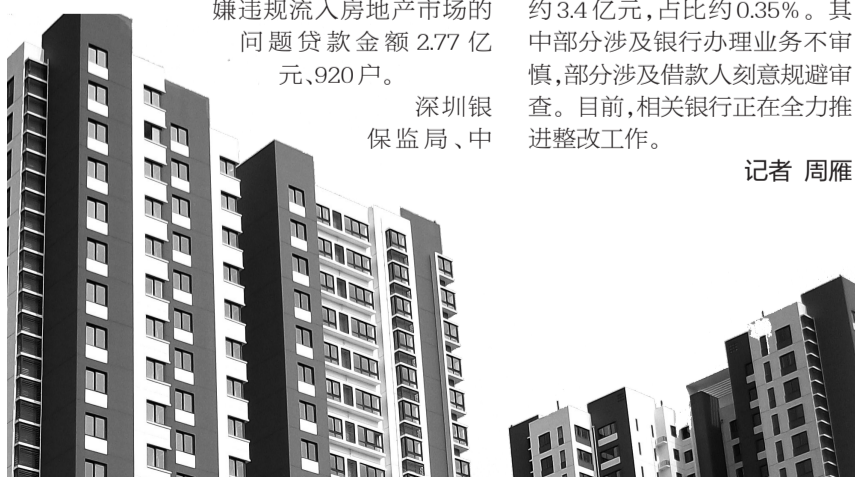 嫌违规流入房地产市场的
问题贷款金额 2.77 亿
元、920户。
深圳银
保监局、中
约3.4亿元，占比约0.35%。其
中部分涉及银行办理业务不审
慎，部分涉及借款人刻意规避审
查。目前，相关银行正在全力推
进整改工作。
记者 周雁